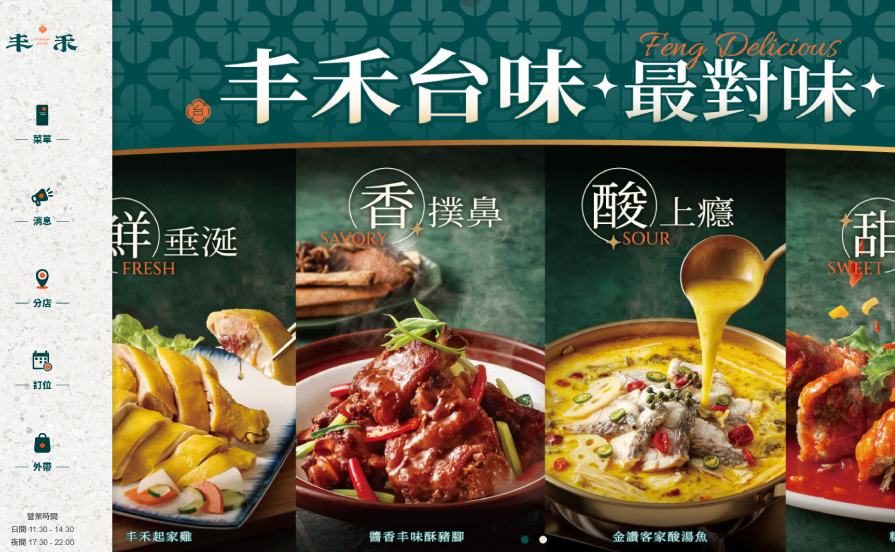 丰禾
菜單
消息
分店
訂位
外帶
營業時間
日間 11:30 - 14:30
夜間 17:30 - 22:00
Feng Delicious
丰禾台味最對味
鮮垂涎
FRESH
香撲鼻
SAVORY
酸上癮
SOUR
甜
SWEET
丰禾起家雞
醬香丰味酥豬腳
金讚客家酸湯魚